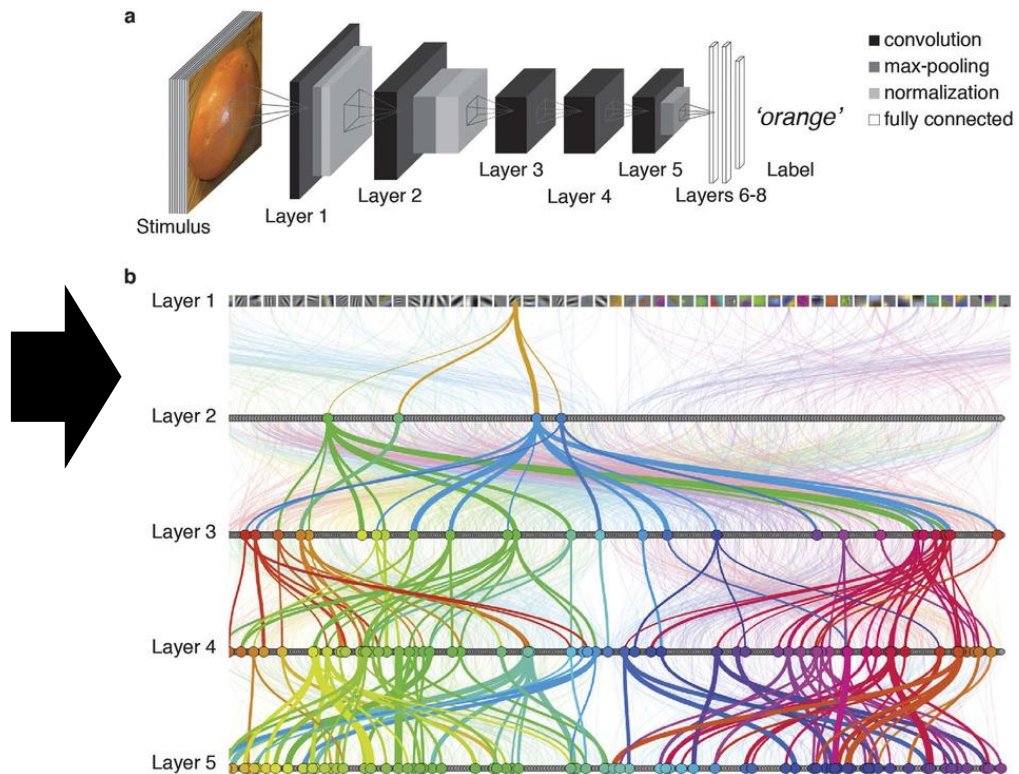 a
convolution
max-pooling
normalization
fully connected
'orange'
Layer 1
Layer 2
Layer 3
Layer 4
Layer 5
Layers 6-8
Label
Stimulus
b
Layer 1
Layer 2
Layer 3
Layer 4
Layer 5